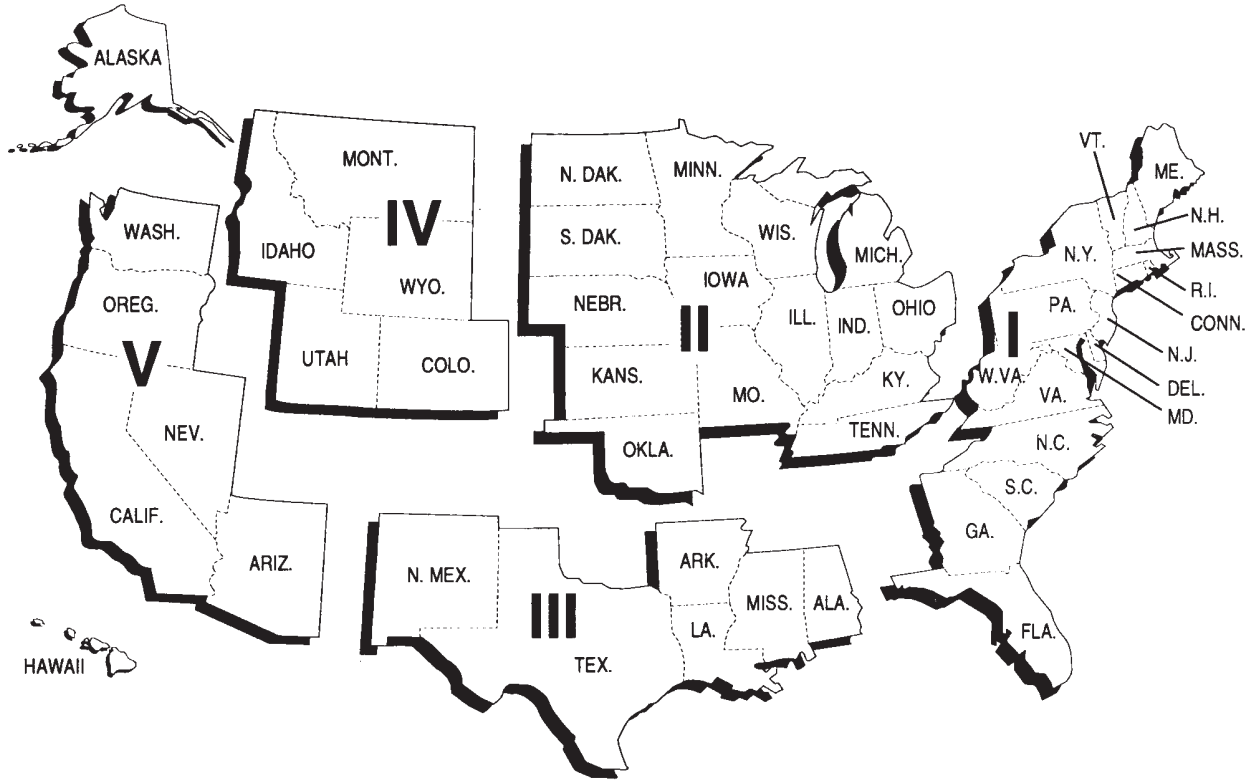 ALASKA
MONT.
IV
IDAHO
WYO.
UTAH
COLO.
WASH.
OREG.
V
NEV.
CALIF.
ARIZ.
HAWAII
N. DAK.
MINN.
S. DAK.
WIS.
MICH.
IOWA
NEBR.
II
ILL.
IND.
OHIO
KANS.
MO.
KY.
OKLA.
TENN.
N. MEX.
III
TEX.
ARK.
LA.
MISS.
ALA.
VT.
ME.
N.H.
MASS.
N.Y.
R.I.
CONN.
PA.
I
N.J.
DEL.
MD.
W.VA.
VA.
N.C.
S.C.
GA.
FLA.